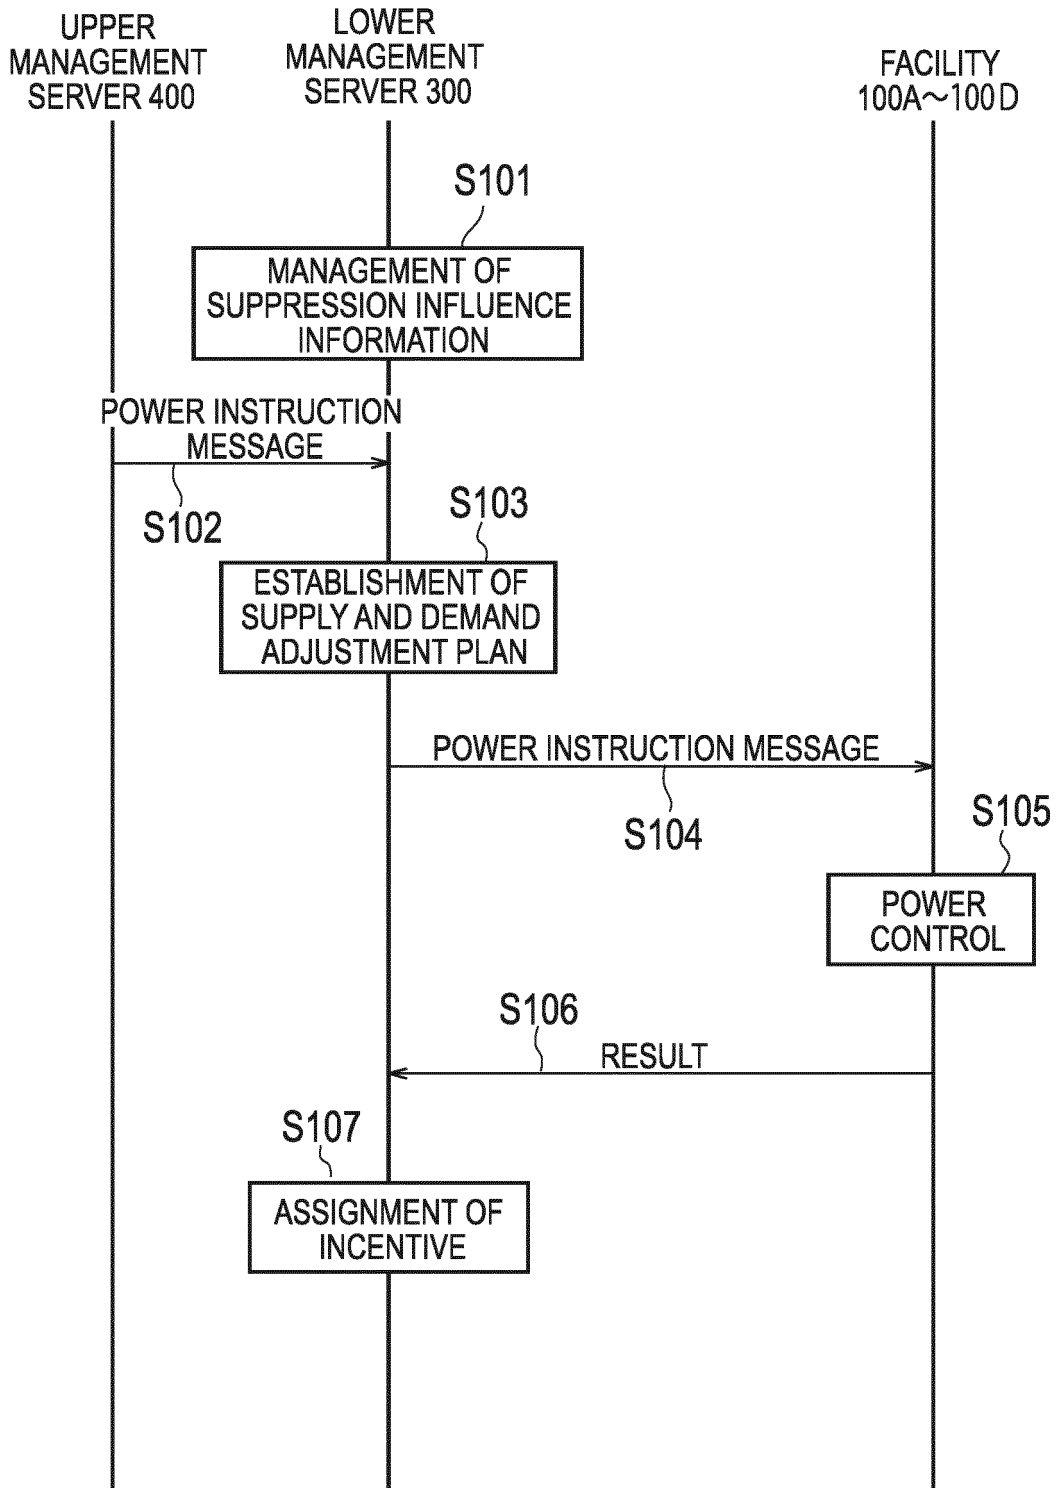 UPPER
MANAGEMENT
SERVER 400
LOWER
MANAGEMENT
SERVER 300
FACILITY
100A～100D
S101
MANAGEMENT OF
SUPPRESSION INFLUENCE
INFORMATION
POWER INSTRUCTION
MESSAGE
S102
S103
ESTABLISHMENT OF
SUPPLY AND DEMAND
ADJUSTMENT PLAN
POWER INSTRUCTION MESSAGE
S104
S105
POWER
CONTROL
S106
RESULT
S107
ASSIGNMENT OF
INCENTIVE